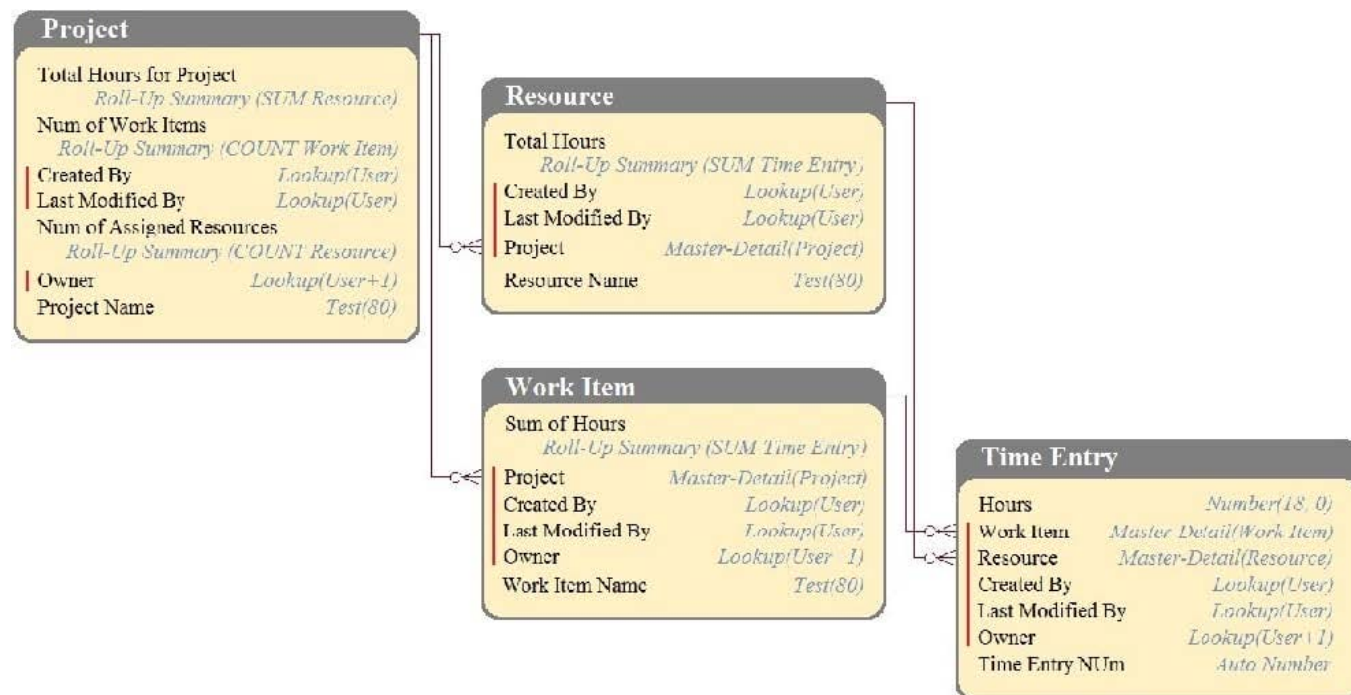 Project
Total Hours for Project
Roll-Up Summary (SUM Resource)
Num of Work Items
Roll-Up Summary (COUNT Work Item)
Created By Lookup(User)
Last Modified By Lookup(User)
Num of Assigned Resources
Roll-Up Summary (COUNT Resource)
Owner Lookup(User+1)
Project Name Test(80)
Resource
Total Hours
Roll-Up Summary (SUM Time Entry)
Created By Lookup(User)
Last Modified By Lookup(User)
Project Master-Detail(Project)
Resource Name Test(80)
Work Item
Sum of Hours
Roll-Up Summary (SUM Time Entry)
Project Master-Detail(Project)
Created By Lookup(User)
Last Modified By Lookup(User)
Owner Lookup(User 1)
Work Item Name Test(80)
Time Entry
Hours Number(18, 0)
Work Item Master-Detail(Work Item)
Resource Master-Detail(Resource)
Created By Lookup(User)
Last Modified By Lookup(User)
Owner Lookup(User+1)
Time Entry NUm Auto Number